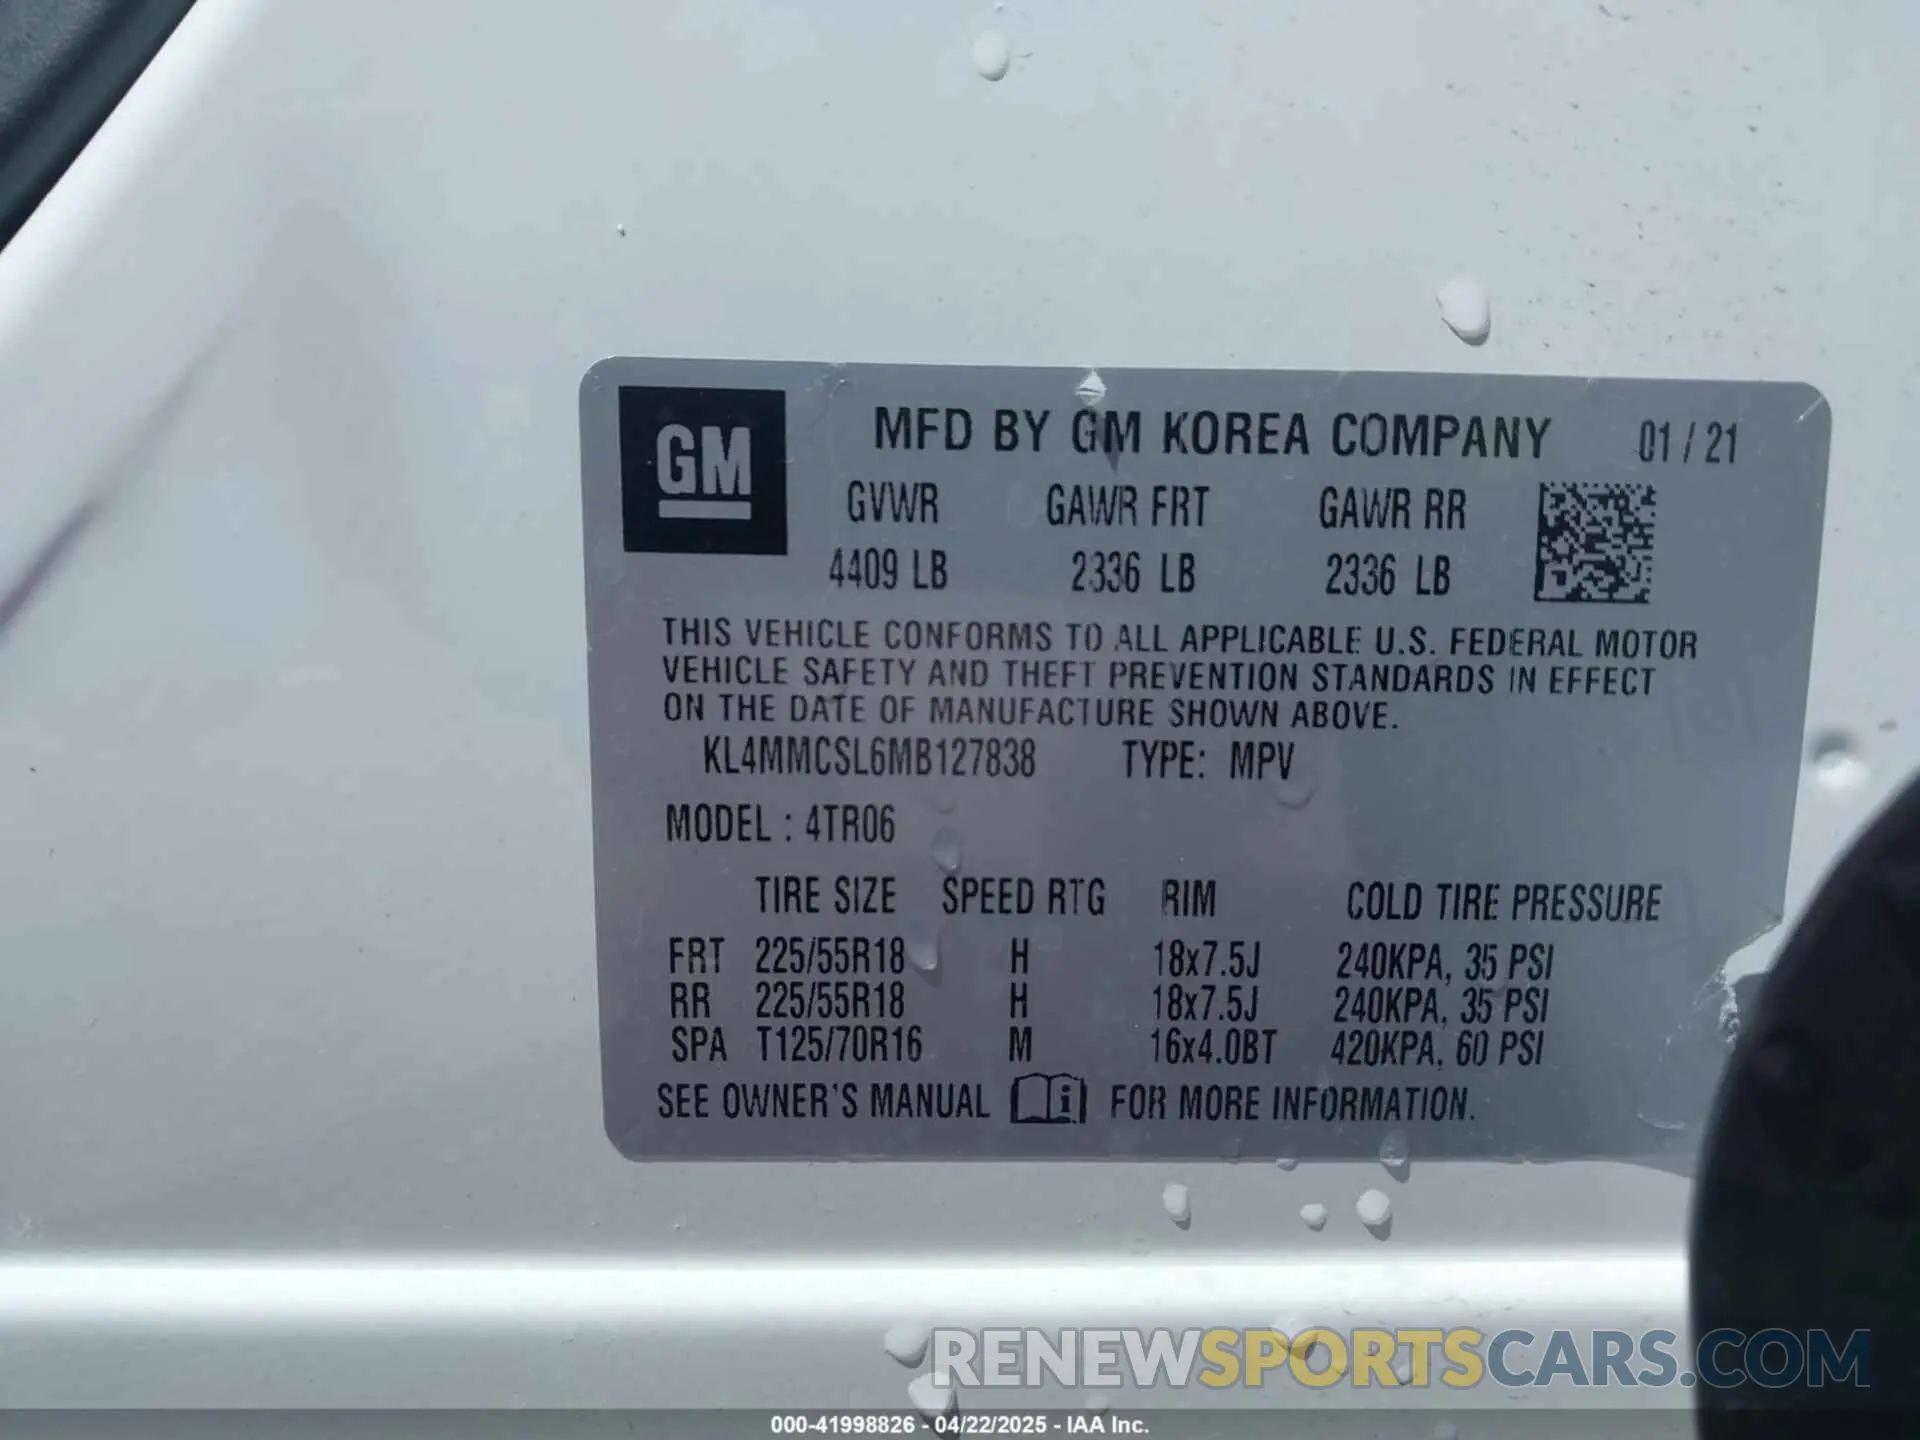 GM
MFD BY GM KOREA COMPANY 01 / 21
GVWR GAWR FRT GAWR RR
4409 LB 2336 LB 2336 LB
THIS VEHICLE CONFORMS TO ALL APPLICABLE U.S. FEDERAL MOTOR
VEHICLE SAFETY AND THEFT PREVENTION STANDARDS IN EFFECT
ON THE DATE OF MANUFACTURE SHOWN ABOVE.
KL4MMCSL6MB127838 TYPE: MPV
MODEL : 4TR06
TIRE SIZE SPEED RTG RIM COLD TIRE PRESSURE
FRT 225/55R18 H 18x7.5J 240KPA, 35 PSI
RR 225/55R18 H 18x7.5J 240KPA, 35 PSI
SPA T125/70R16 M 16x4.0BT 420KPA, 60 PSI
SEE OWNER'S MANUAL i FOR MORE INFORMATION.
RENEWSPORTSCARS.COM
000-41998826 - 04/22/2025 - IAA Inc.